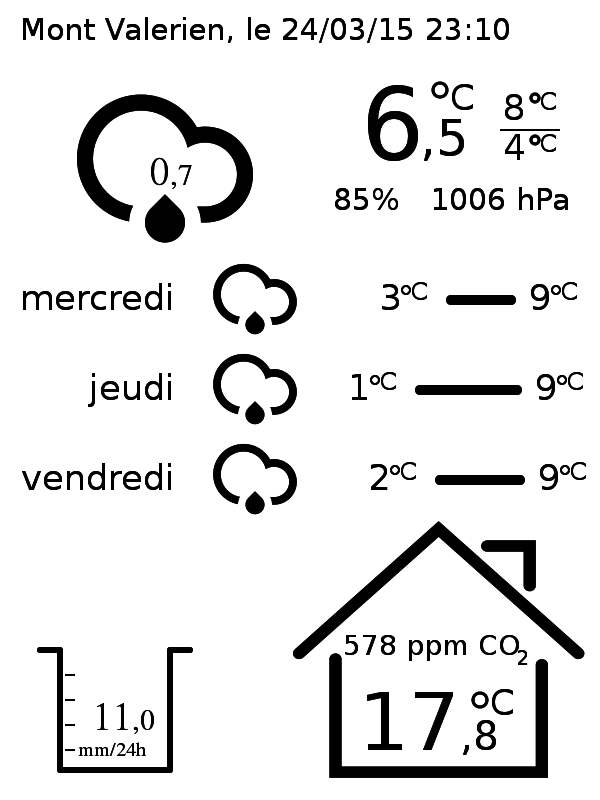 Mont Valerien, le 24/03/15 23:10
0,7
6,5 °C
8°C
4°C
85% 1006 hPa
mercredi 3°C 9°C
jeudi 1°C 9°C
vendredi 2°C 9°C
578 ppm CO2
11,0
mm/24h
17,8 °C